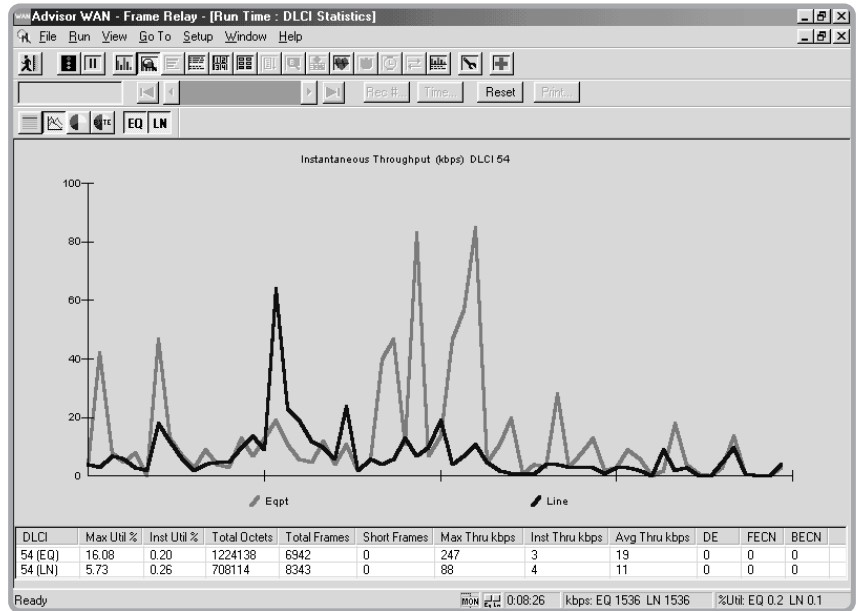 Advisor WAN - Frame Relay - [Run Time : DLCI Statistics]
File Run View Go To Setup Window Help
Rec #... Time... Reset Print...
EQ LN
Instantaneous Throughput (kbps) DLCI 54
100
80
60
40
20
0
Eqpt Line
DLCI Max Util % Inst Util % Total Octets Total Frames Short Frames Max Thru kbps Inst Thru kbps Avg Thru kbps DE FECN BECN
54 (EQ) 16.08 0.20 1224138 6942 0 247 3 19 0 0 0
54 (LN) 5.73 0.26 708114 8343 0 88 4 11 0 0 0
Ready MON Eq Ln 0:08:26 kbps: EQ 1536 LN 1536 %Util: EQ 0.2 LN 0.1